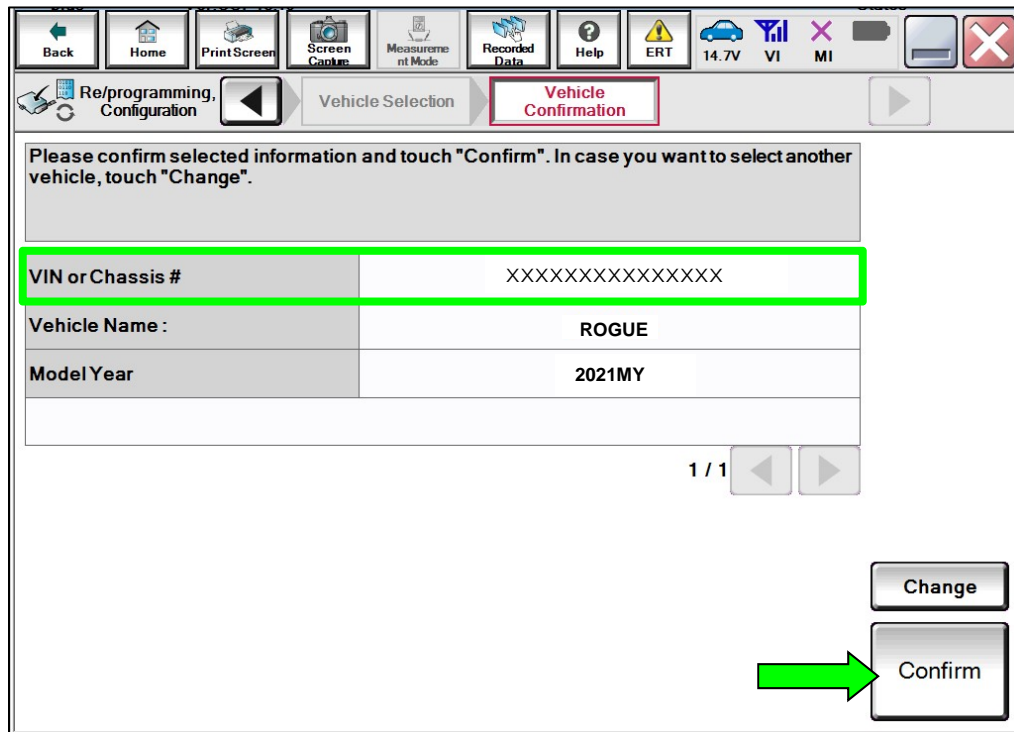 Back
Home
Print Screen
Screen Capture
Measureme nt Mode
Recorded Data
Help
ERT
14.7V
VI
MI
Re/programming, Configuration
Vehicle Selection
Vehicle Confirmation
Please confirm selected information and touch "Confirm". In case you want to select another
vehicle, touch "Change".
VIN or Chassis #
XXXXXXXXXXXXXXX
Vehicle Name :
ROGUE
Model Year
2021MY
1 / 1
Change
Confirm